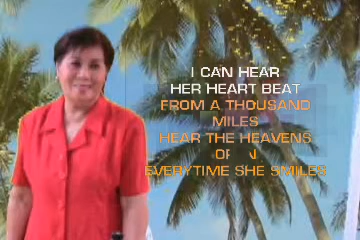 I CAN HEAR
HER HEART BEAT
FROM A THOUSAND
MILES
HEAR THE HEAVENS
EVERYTIME SHE SMILES